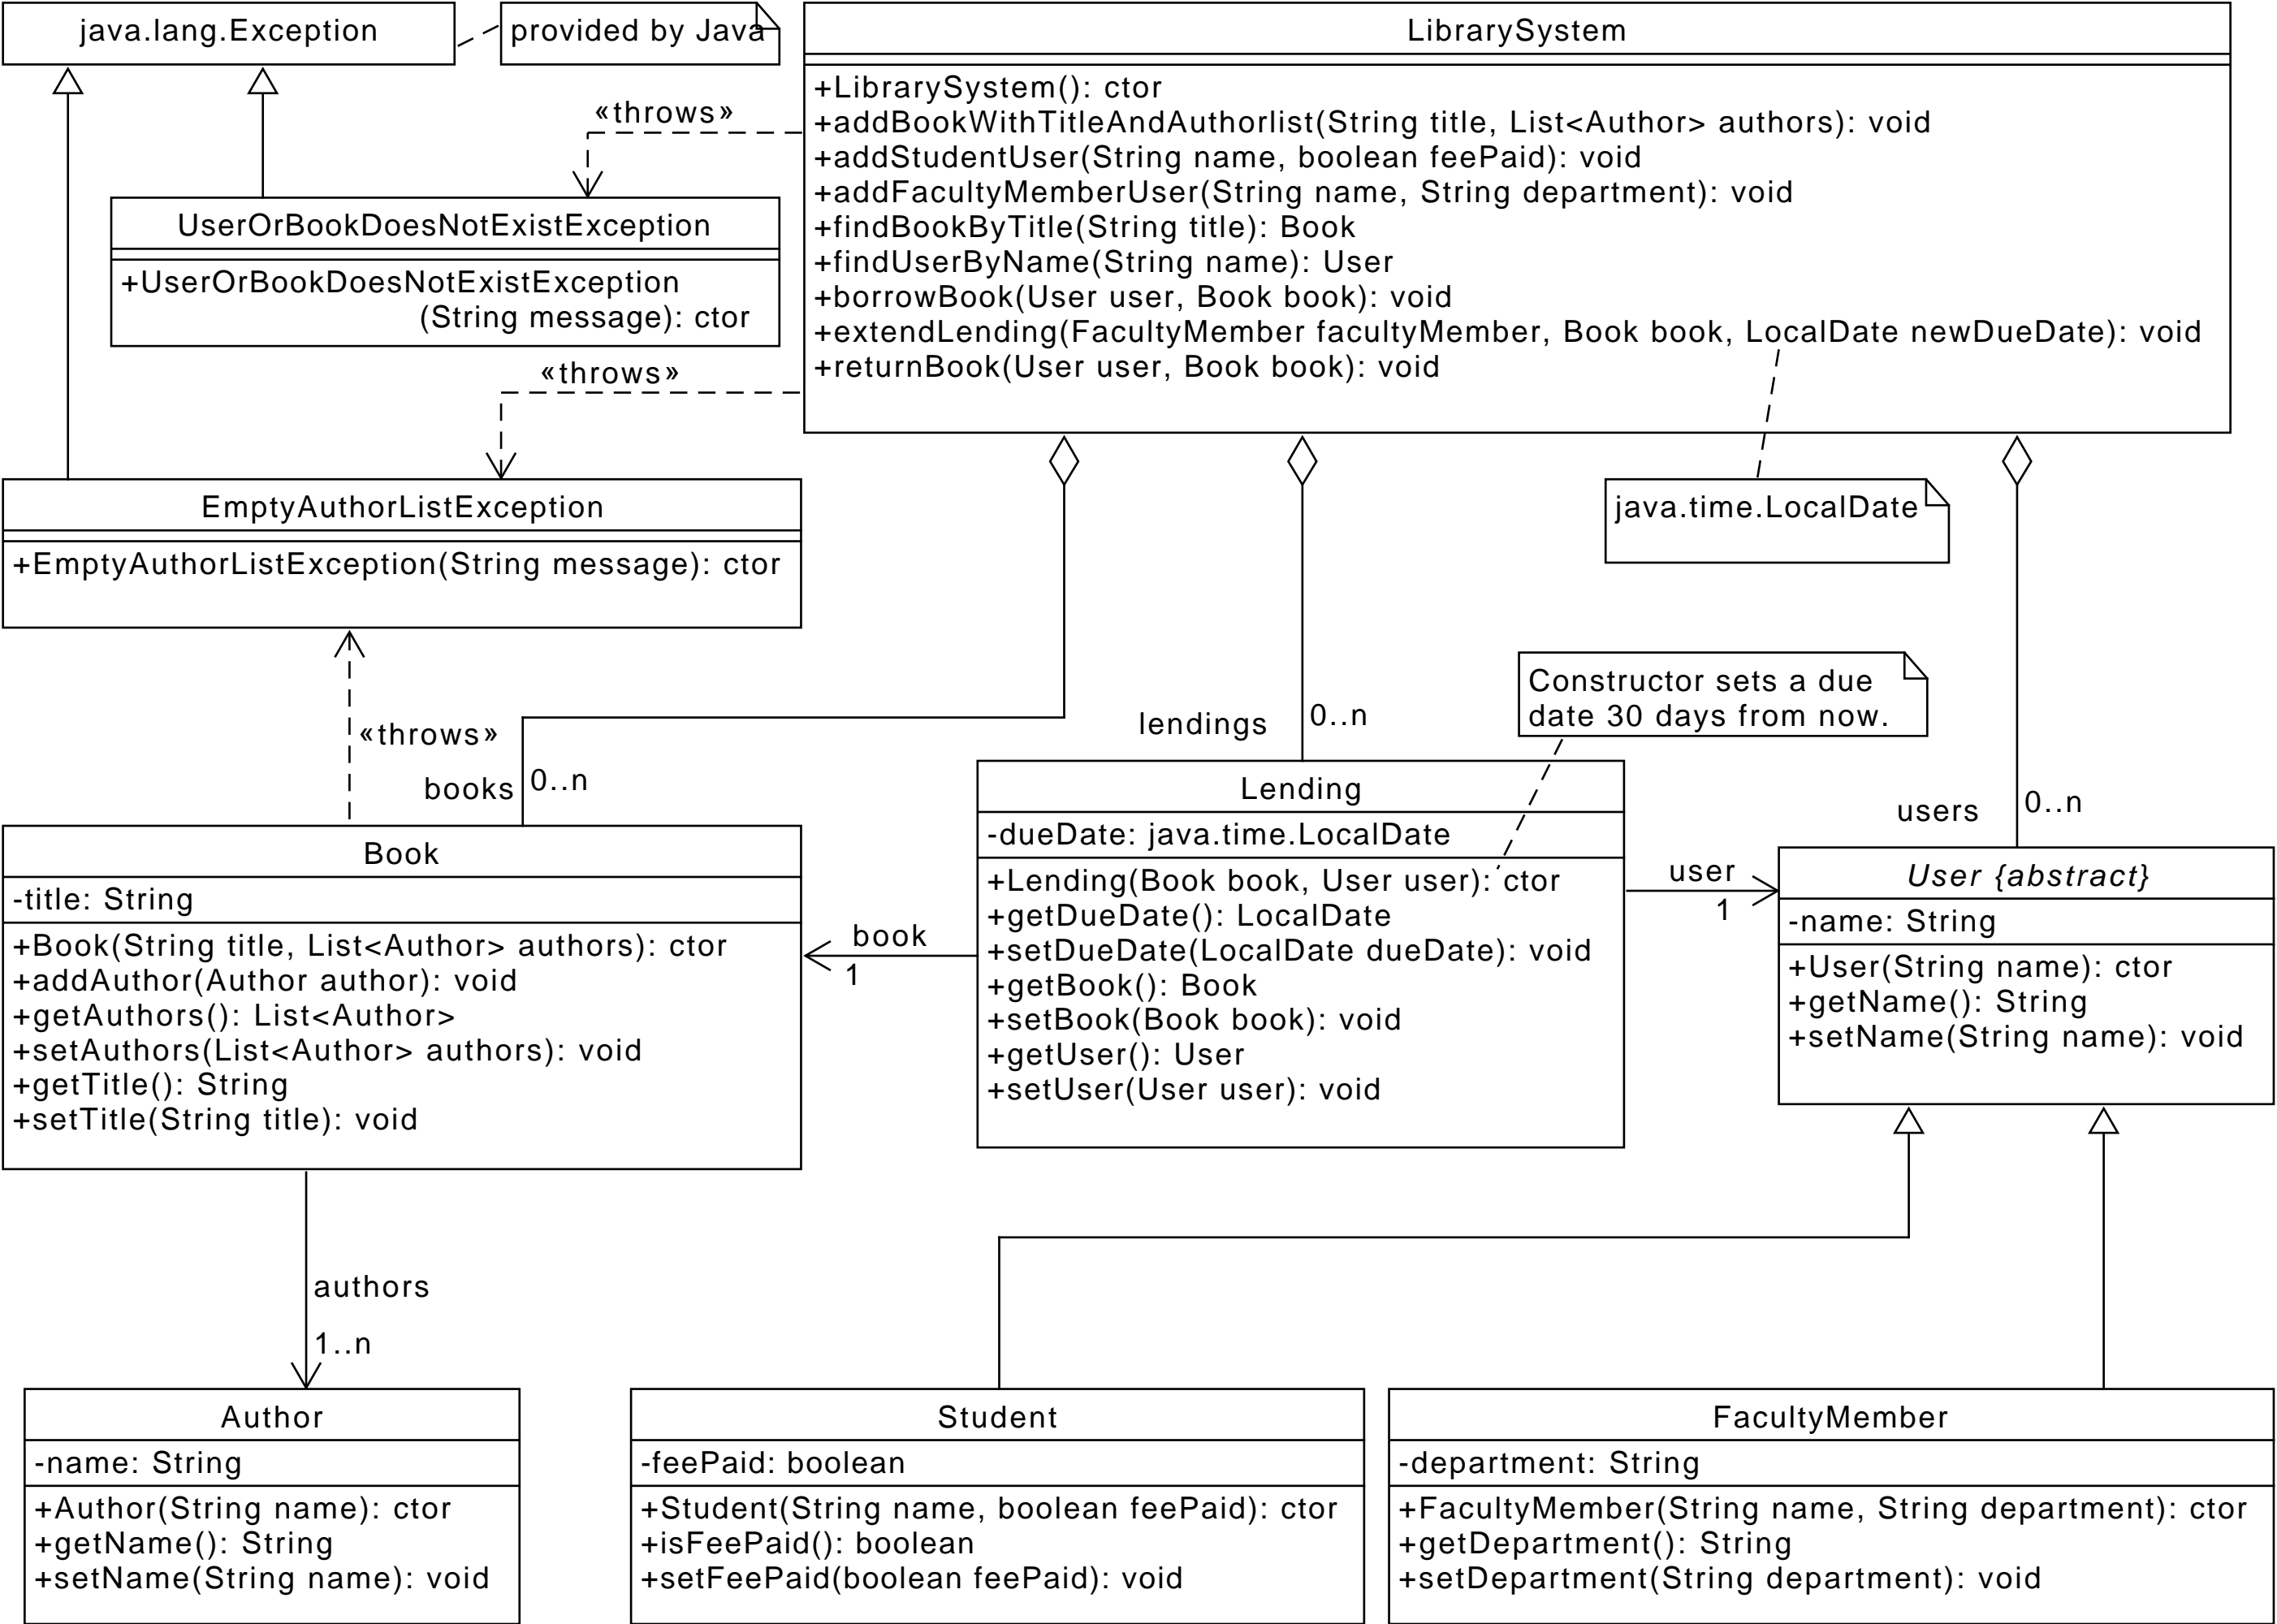 java.lang.Exception
provided by Java
LibrarySystem
+LibrarySystem(): ctor
+addBookWithTitleAndAuthorlist(String title, List<Author> authors): void
+addStudentUser(String name, boolean feePaid): void
+addFacultyMemberUser(String name, String department): void
+findBookByTitle(String title): Book
+findUserByName(String name): User
+borrowBook(User user, Book book): void
+extendLending(FacultyMember facultyMember, Book book, LocalDate newDueDate): void
+returnBook(User user, Book book): void
«throws»
UserOrBookDoesNotExistException
+UserOrBookDoesNotExistException
(String message): ctor
«throws»
EmptyAuthorListException
+EmptyAuthorListException(String message): ctor
java.time.LocalDate
Constructor sets a due
date 30 days from now.
«throws»
books
0..n
lendings
0..n
users
0..n
Book
-title: String
+Book(String title, List<Author> authors): ctor
+addAuthor(Author author): void
+getAuthors(): List<Author>
+setAuthors(List<Author> authors): void
+getTitle(): String
+setTitle(String title): void
book
1
Lending
-dueDate: java.time.LocalDate
+Lending(Book book, User user): ctor
+getDueDate(): LocalDate
+setDueDate(LocalDate dueDate): void
+getBook(): Book
+setBook(Book book): void
+getUser(): User
+setUser(User user): void
user
1
User {abstract}
-name: String
+User(String name): ctor
+getName(): String
+setName(String name): void
authors
1..n
Author
-name: String
+Author(String name): ctor
+getName(): String
+setName(String name): void
Student
-feePaid: boolean
+Student(String name, boolean feePaid): ctor
+isFeePaid(): boolean
+setFeePaid(boolean feePaid): void
FacultyMember
-department: String
+FacultyMember(String name, String department): ctor
+getDepartment(): String
+setDepartment(String department): void